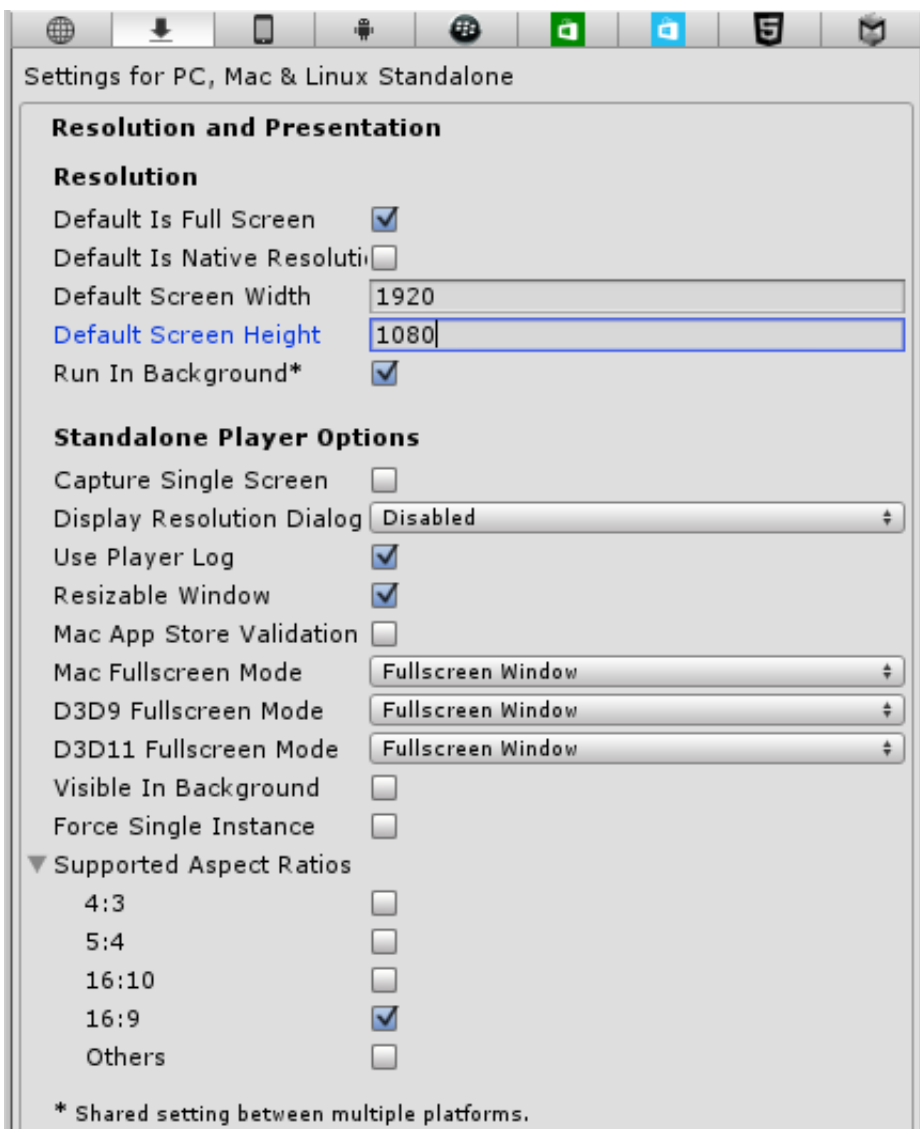 Settings for PC, Mac & Linux Standalone
Resolution and Presentation
Resolution
Default Is Full Screen
Default Is Native Resoluti
Default Screen Width 1920
Default Screen Height 1080
Run In Background*
Standalone Player Options
Capture Single Screen
Display Resolution Dialog Disabled
Use Player Log
Resizable Window
Mac App Store Validation
Mac Fullscreen Mode Fullscreen Window
D3D9 Fullscreen Mode Fullscreen Window
D3D11 Fullscreen Mode Fullscreen Window
Visible In Background
Force Single Instance
Supported Aspect Ratios
4:3
5:4
16:10
16:9
Others
* Shared setting between multiple platforms.